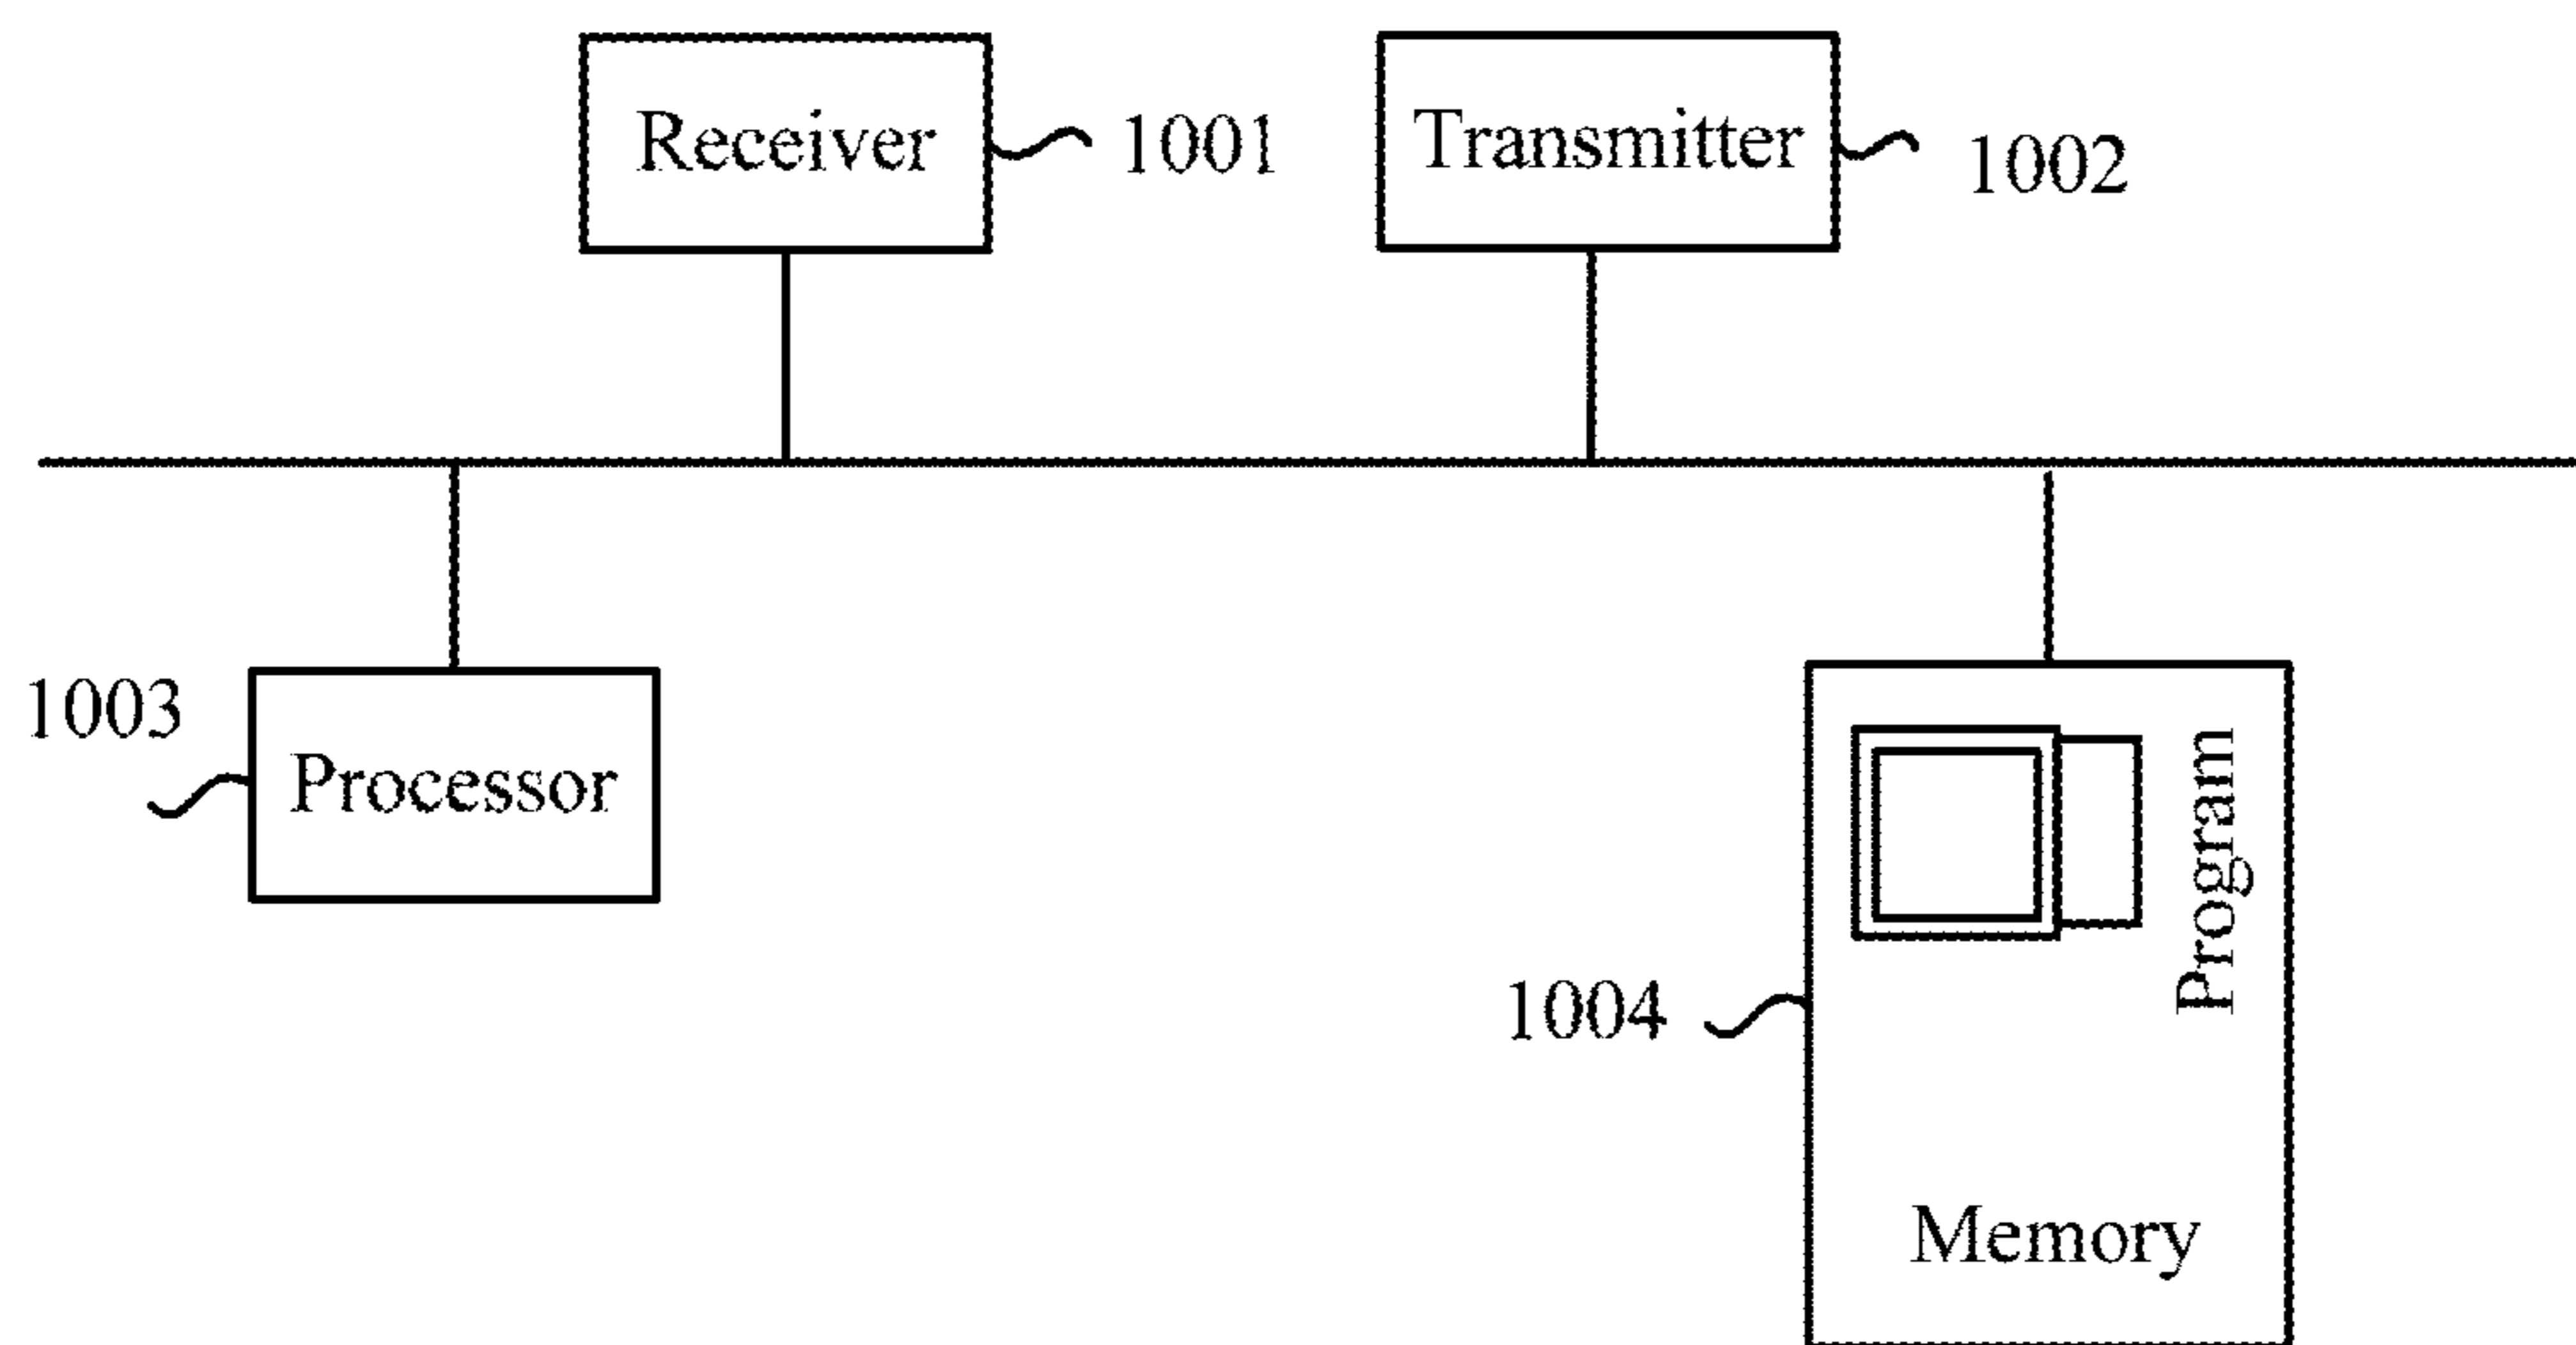 Receiver
1001
Transmitter
1002
1003
Processor
Program
1004
Memory